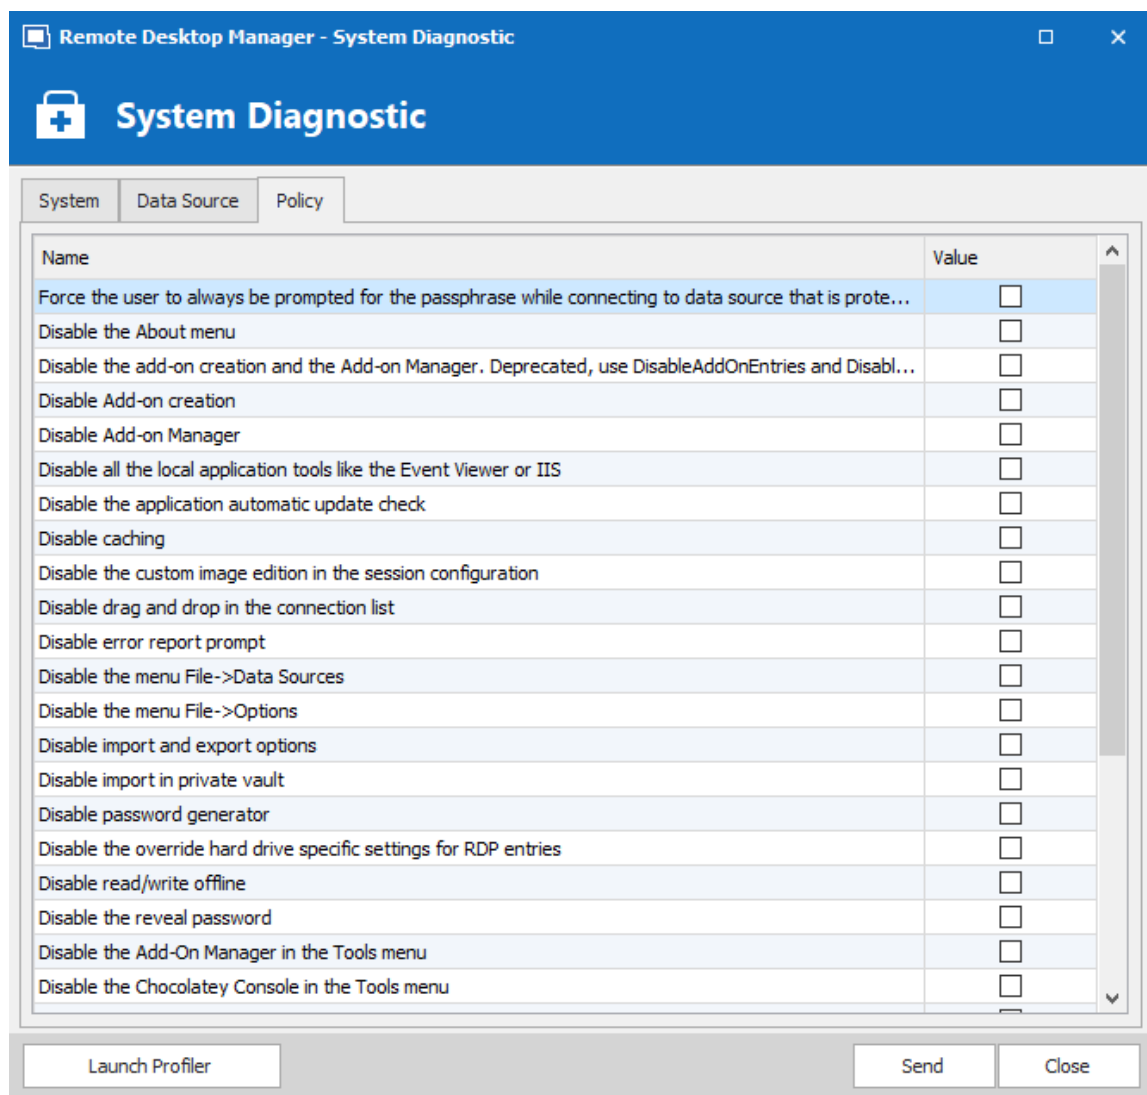 Remote Desktop Manager - System Diagnostic
System Diagnostic
System Data Source Policy
Name Value
Force the user to always be prompted for the passphrase while connecting to data source that is prote...
Disable the About menu
Disable the add-on creation and the Add-on Manager. Deprecated, use DisableAddOnEntries and Disabl...
Disable Add-on creation
Disable Add-on Manager
Disable all the local application tools like the Event Viewer or IIS
Disable the application automatic update check
Disable caching
Disable the custom image edition in the session configuration
Disable drag and drop in the connection list
Disable error report prompt
Disable the menu File->Data Sources
Disable the menu File->Options
Disable import and export options
Disable import in private vault
Disable password generator
Disable the override hard drive specific settings for RDP entries
Disable read/write offline
Disable the reveal password
Disable the Add-On Manager in the Tools menu
Disable the Chocolatey Console in the Tools menu
Launch Profiler Send Close